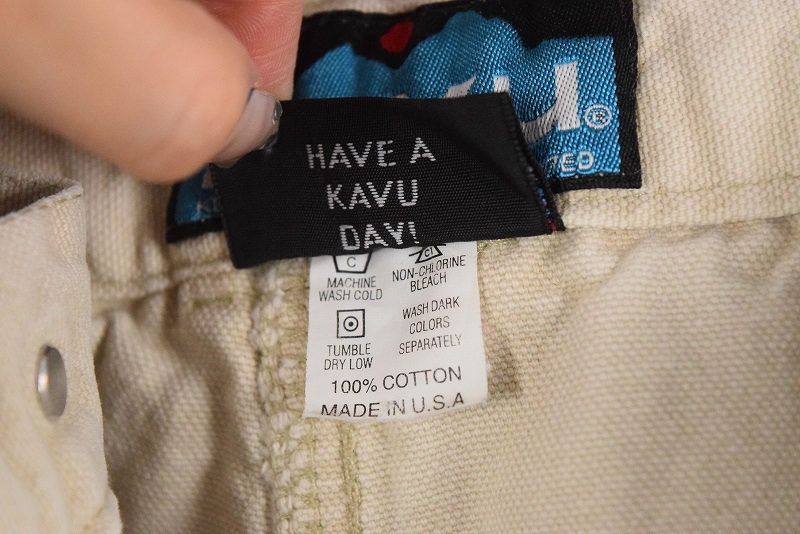 ®
HAVE A
KAVU
DAY!
C
MACHINE
WASH COLD
NON-CHLORINE
BLEACH
TUMBLE
DRY LOW
WASH DARK
COLORS
SEPARATELY
100% COTTON
MADE IN U.S.A